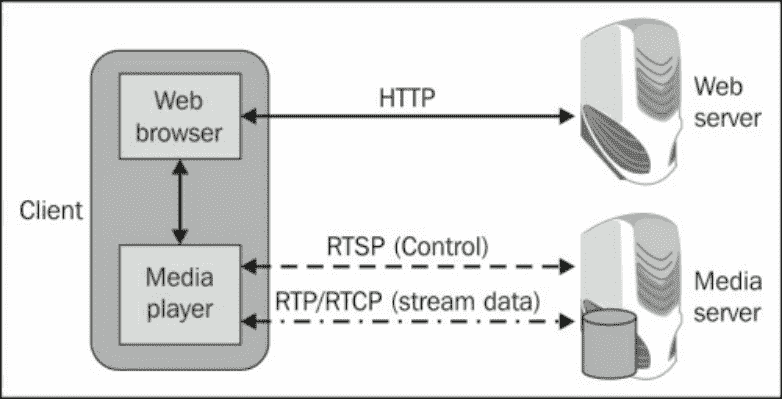 Web
browser
HTTP
Web
server
Client
RTSP (Control)
Media
player
RTP/RTCP (stream data)
Media
server